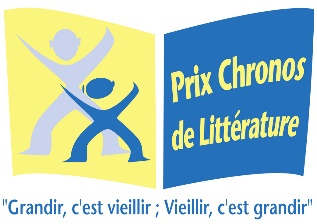 Prix Chronos
de Littérature
"Grandir, c'est vieillir ; Vieillir, c'est grandir"